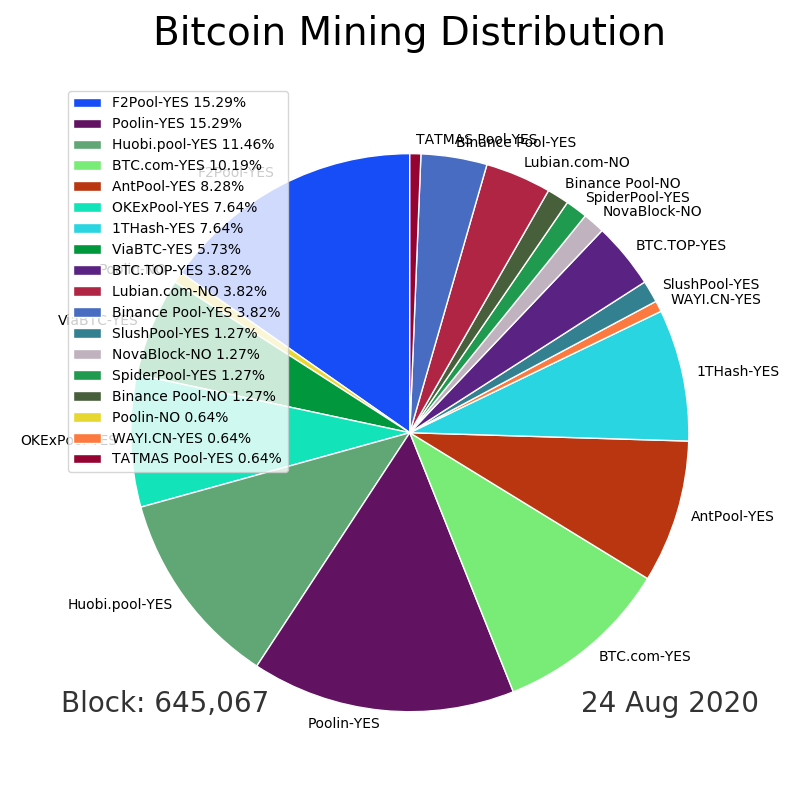 Bitcoin Mining Distribution
F2Pool-YES 15.29%
Poolin-YES 15.29%
Huobi.pool-YES 11.46%
BTC.com-YES 10.19%
AntPool-YES 8.28%
OKExPool-YES 7.64%
1THash-YES 7.64%
ViaBTC-YES 5.73%
BTC.TOP-YES 3.82%
Lubian.com-NO 3.82%
Binance Pool-YES 3.82%
SlushPool-YES 1.27%
NovaBlock-NO 1.27%
SpiderPool-YES 1.27%
Binance Pool-NO 1.27%
Poolin-NO 0.64%
WAYI.CN-YES 0.64%
TATMAS Pool-YES 0.64%
TATMAS Pool-YES
Binance Pool-YES
Lubian.com-NO
Binance Pool-NO
SpiderPool-YES
NovaBlock-NO
BTC.TOP-YES
SlushPool-YES
WAYI.CN-YES
1THash-YES
AntPool-YES
BTC.com-YES
Poolin-YES
Huobi.pool-YES
OKExPool-YES
ViaBTC-YES
F2Pool-YES
Block: 645,067
24 Aug 2020